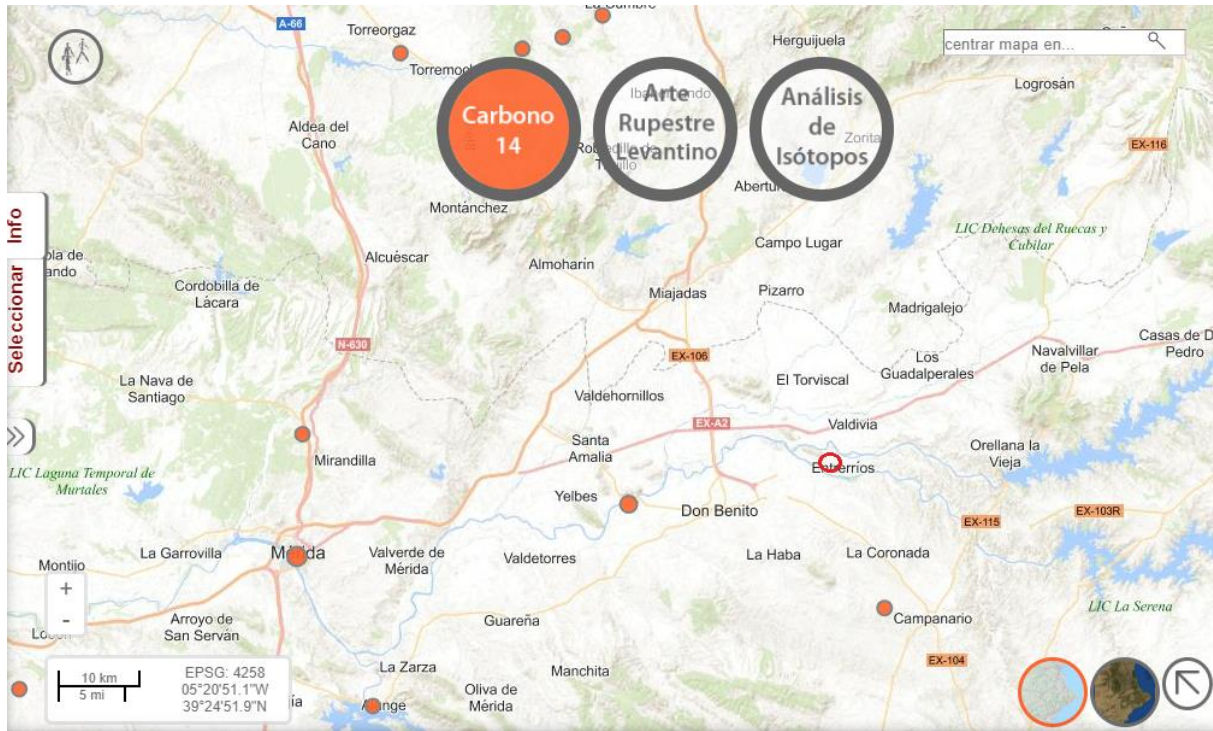 La Cumbre
A-66
Torreorgaz
Herguijuela
centrar mapa en...
Logrosán
Carbono
14
Arte
Rupestre
Levantino
Análisis
de
Isótopos
Zorita
Aldea del
Cano
EX-116
Montánchez
Info
Seleccionar
LIC Dehesas del Ruecas y
Cubilar
Campo Lugar
Alcuéscar
Almoharin
Cordobilla de
Lácara
Miajadas
Pizarro
Madrigalejo
N-630
EX-106
Casas de D
Pedro
Navalvillar
de Pela
Los
Guadalperales
La Nava de
Santiago
El Torviscal
Valdehornillos
EX-A2
Valdivia
Santa
Amalia
Orellana la
Vieja
Mirandilla
Entrerríos
LIC Laguna Temporal de
Murtales
Yelbes
Don Benito
EX-103R
EX-115
La Garrovilla
Mérida
Valverde de
Mérida
Valdetorres
La Haba
La Coronada
Montijo
+
-
LIC La Serena
Arroyo de
San Serván
Guareña
Campanario
La Zarza
Manchita
EX-104
10 km
5 mi
EPSG: 4258
05°20'51.1"W
39°24'51.9"N
Oliva de
Mérida
Alange